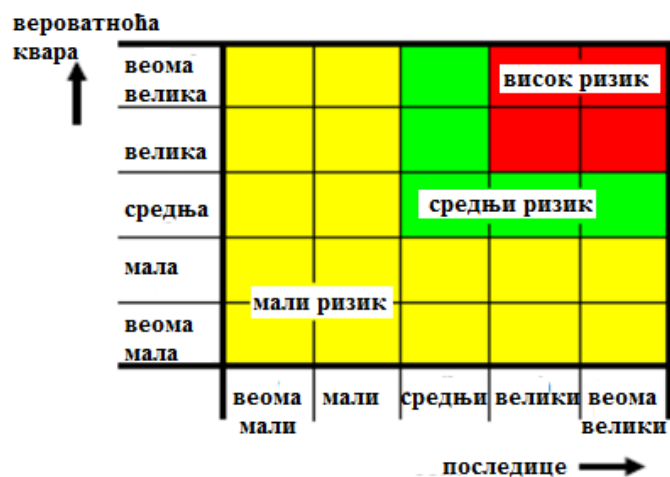 вероватноћа
квара
веома
велика
висок ризик
велика
средња
средњи ризик
мала
мали ризик
веома
мала
веома
мали
мали
средњи
велики
веома
велики
последице